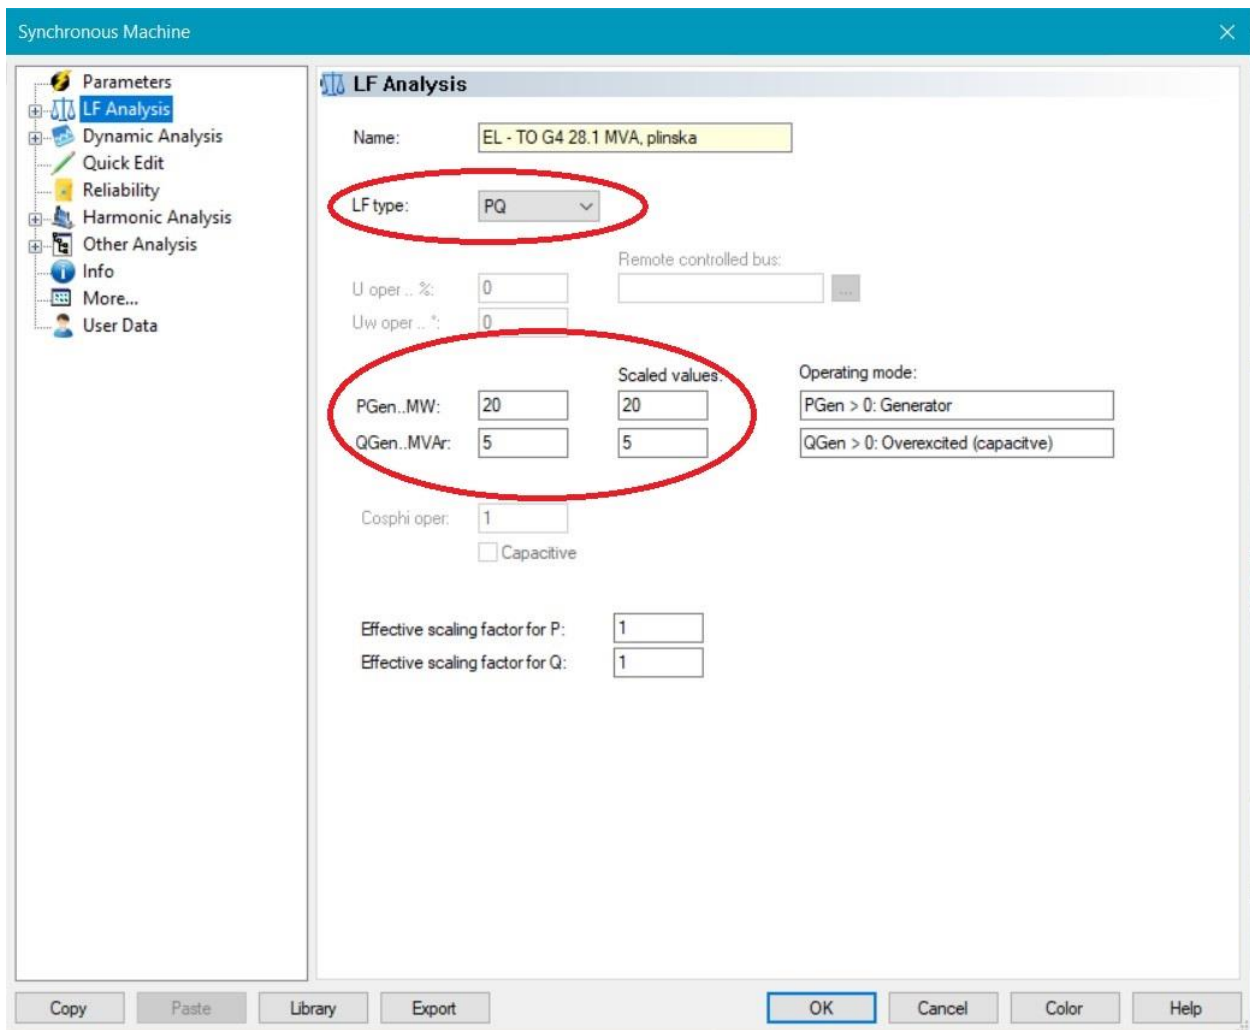 Synchronous Machine
Parameters
LF Analysis
Dynamic Analysis
Quick Edit
Reliability
Harmonic Analysis
Other Analysis
Info
More...
User Data
LF Analysis
Name: EL - TO G4 28.1 MVA, plinska
LF type: PQ
Remote controlled bus:
U oper .. %: 0 ...
Uw oper .. °: 0
Scaled values: Operating mode:
PGen..MW: 20 20 PGen > 0: Generator
QGen..MVAr: 5 5 QGen > 0: Overexcited (capacitve)
Cosphi oper: 1
Capacitive
Effective scaling factor for P: 1
Effective scaling factor for Q: 1
Copy Paste Library Export OK Cancel Color Help